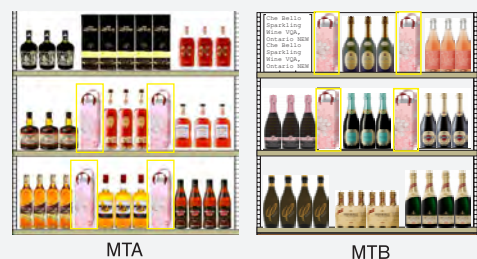 Che Bello
Sparkling
Wine VQA,
Ontario NEW
Che Bello
Sparkling
Wine VQA,
Ontario NEW
MTA
MTB